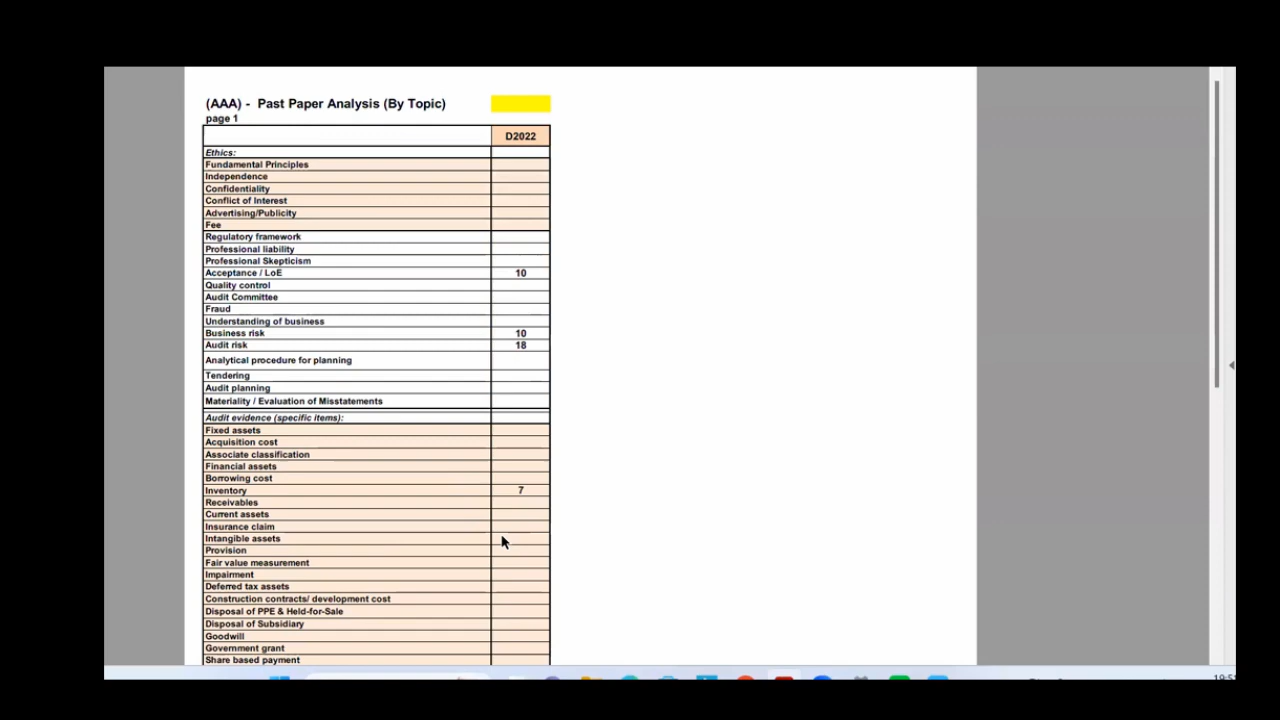 (AAA) - Past Paper Analysis (By Topic)
page 1
D2022
Ethics:
Fundamental Principles
Independence
Confidentiality
Conflict of Interest
Advertising/Publicity
Fee
Regulatory framework
Professional liability
Professional Skepticism
Acceptance / LoE 10
Quality control
Audit Committee
Fraud
Understanding of business
Business risk 10
Audit risk 18
Analytical procedure for planning
Tendering
Audit planning
Materiality / Evaluation of Misstatements
Audit evidence (specific items):
Fixed assets
Acquisition cost
Associate classification
Financial assets
Borrowing cost
Inventory 7
Receivables
Current assets
Insurance claim
Intangible assets
Provision
Fair value measurement
Impairment
Deferred tax assets
Construction contracts/ development cost
Disposal of PPE & Held-for-Sale
Disposal of Subsidiary
Goodwill
Government grant
Share based payment